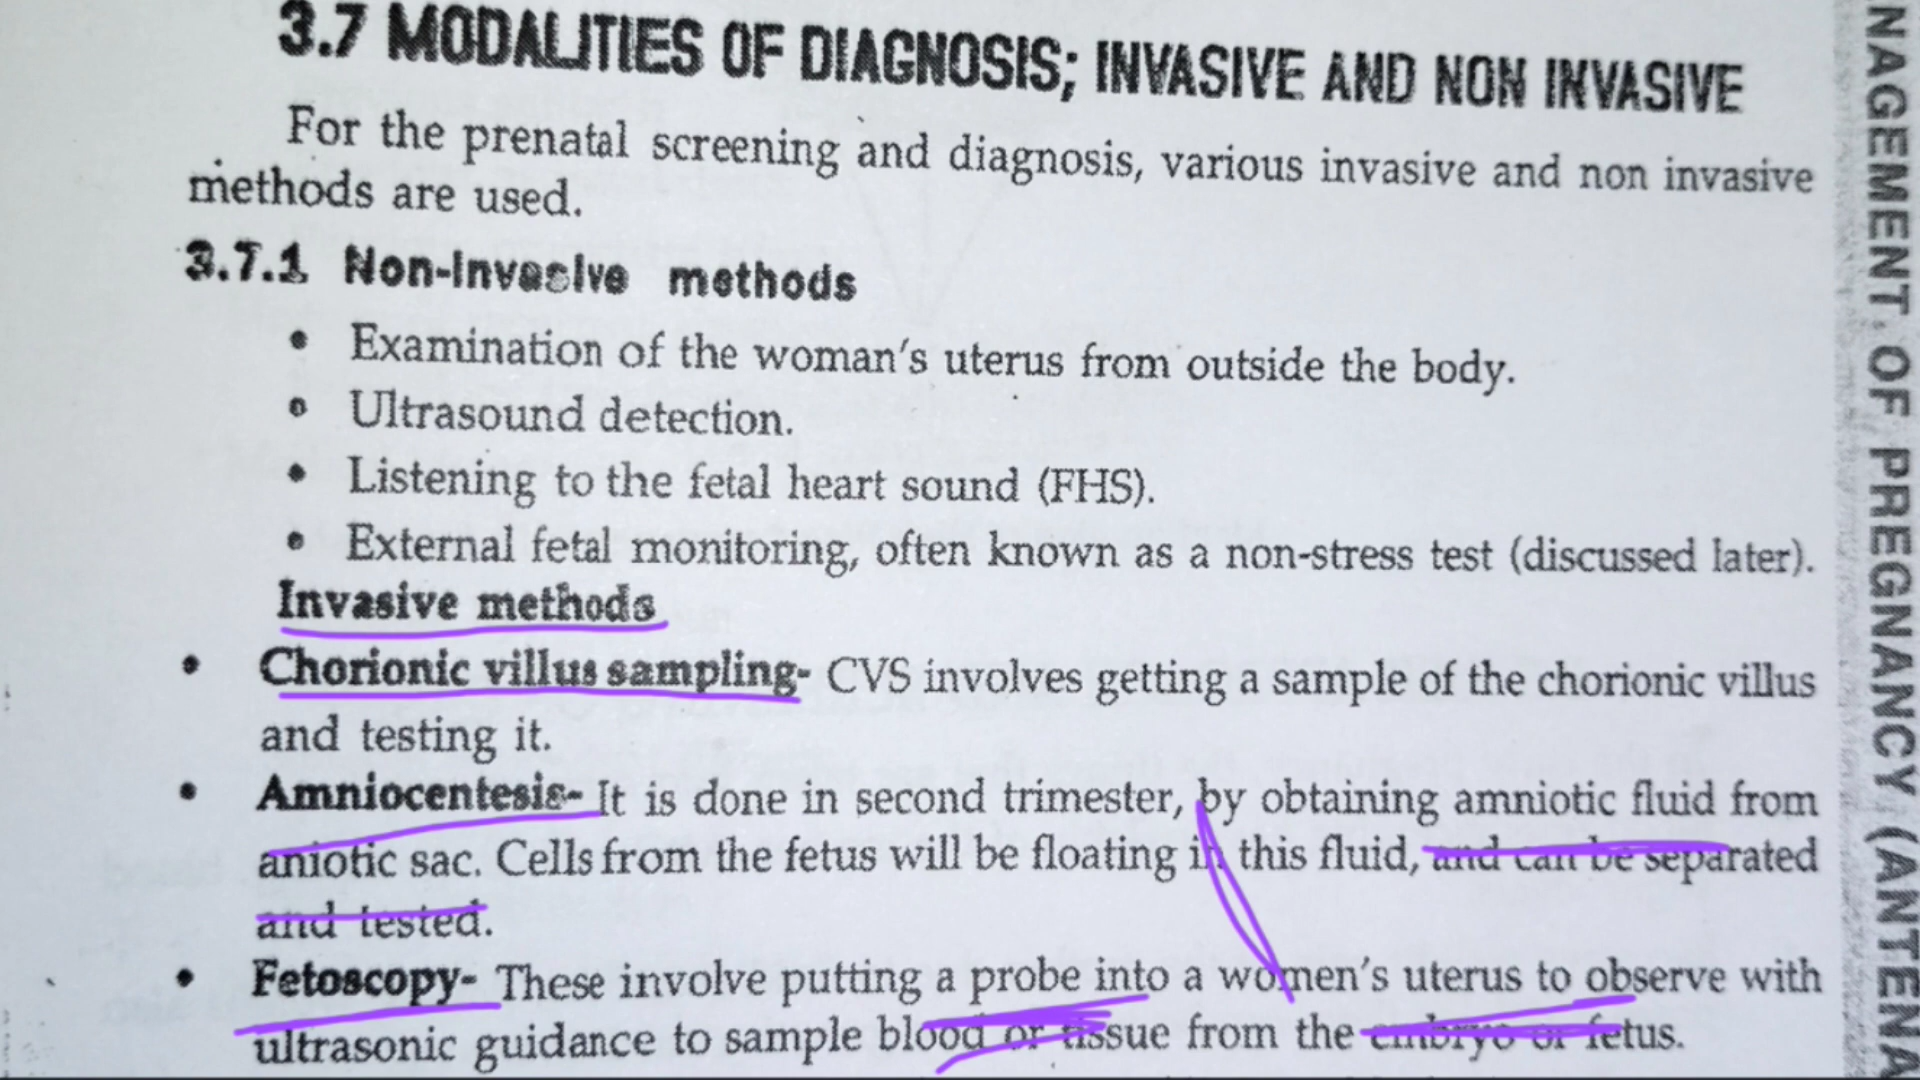 3.7 MODALITIES OF DIAGNOSIS; INVASIVE AND NON INVASIVE
For the prenatal screening and diagnosis, various invasive and non invasive
methods are used.
3.7.1 Non-Invasive methods
• Examination of the woman's uterus from outside the body.
• Ultrasound detection.
• Listening to the fetal heart sound (FHS).
• External fetal monitoring, often known as a non-stress test (discussed later).
Invasive methods
• Chorionic villus sampling- CVS involves getting a sample of the chorionic villus
and testing it.
• Amniocentesis- It is done in second trimester, by obtaining amniotic fluid from
aniotic sac. Cells from the fetus will be floating in this fluid, and can be separated
and tested.
• Fetoscopy- These involve putting a probe into a women's uterus to observe with
ultrasonic guidance to sample blood or tissue from the embryo or fetus.
NAGEMENT OF PREGNANCY (ANTENA